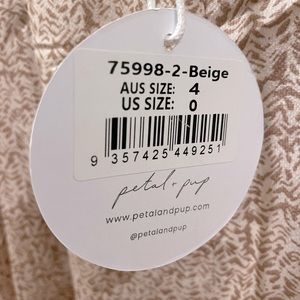 75998-2-Beige
AUS SIZE: 4
US SIZE: 0
9 357425 449251
petal + pup
www.petalandpup.com
@petalandpup